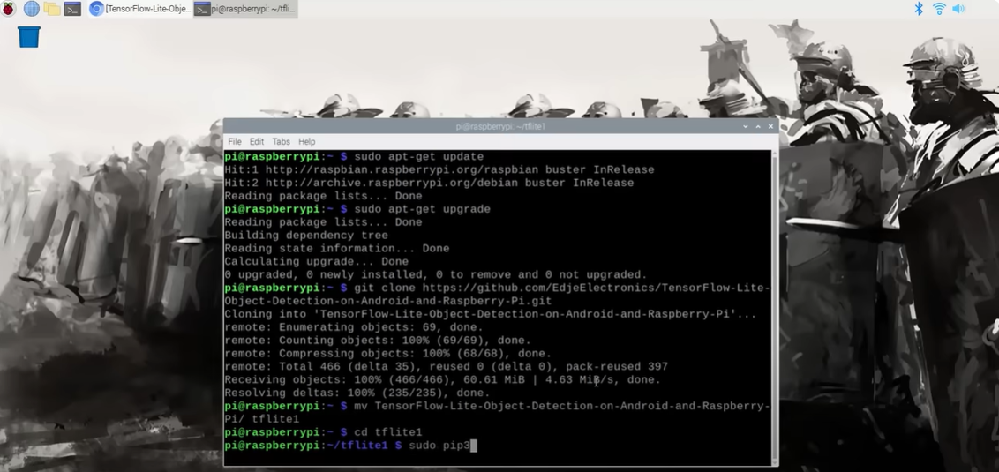 [TensorFlow-Lite-Obje...
pi@raspberrypi: ~/tfli...
pi@raspberrypi: ~/tflite1
File Edit Tabs Help
pi@raspberrypi:~ $ sudo apt-get update
Hit:1 http://raspbian.raspberrypi.org/raspbian buster InRelease
Hit:2 http://archive.raspberrypi.org/debian buster InRelease
Reading package lists... Done
pi@raspberrypi:~ $ sudo apt-get upgrade
Reading package lists... Done
Building dependency tree
Reading state information... Done
Calculating upgrade... Done
0 upgraded, 0 newly installed, 0 to remove and 0 not upgraded.
pi@raspberrypi:~ $ git clone https://github.com/EdjeElectronics/TensorFlow-Lite-
Object-Detection-on-Android-and-Raspberry-Pi.git
Cloning into 'TensorFlow-Lite-Object-Detection-on-Android-and-Raspberry-Pi'...
remote: Enumerating objects: 69, done.
remote: Counting objects: 100% (69/69), done.
remote: Compressing objects: 100% (68/68), done.
remote: Total 466 (delta 35), reused 0 (delta 0), pack-reused 397
Receiving objects: 100% (466/466), 60.61 MiB | 4.63 MiB/s, done.
Resolving deltas: 100% (235/235), done.
pi@raspberrypi:~ $ mv TensorFlow-Lite-Object-Detection-on-Android-and-Raspberry-
Pi/ tflite1
pi@raspberrypi:~ $ cd tflite1
pi@raspberrypi:~/tflite1 $ sudo pip3